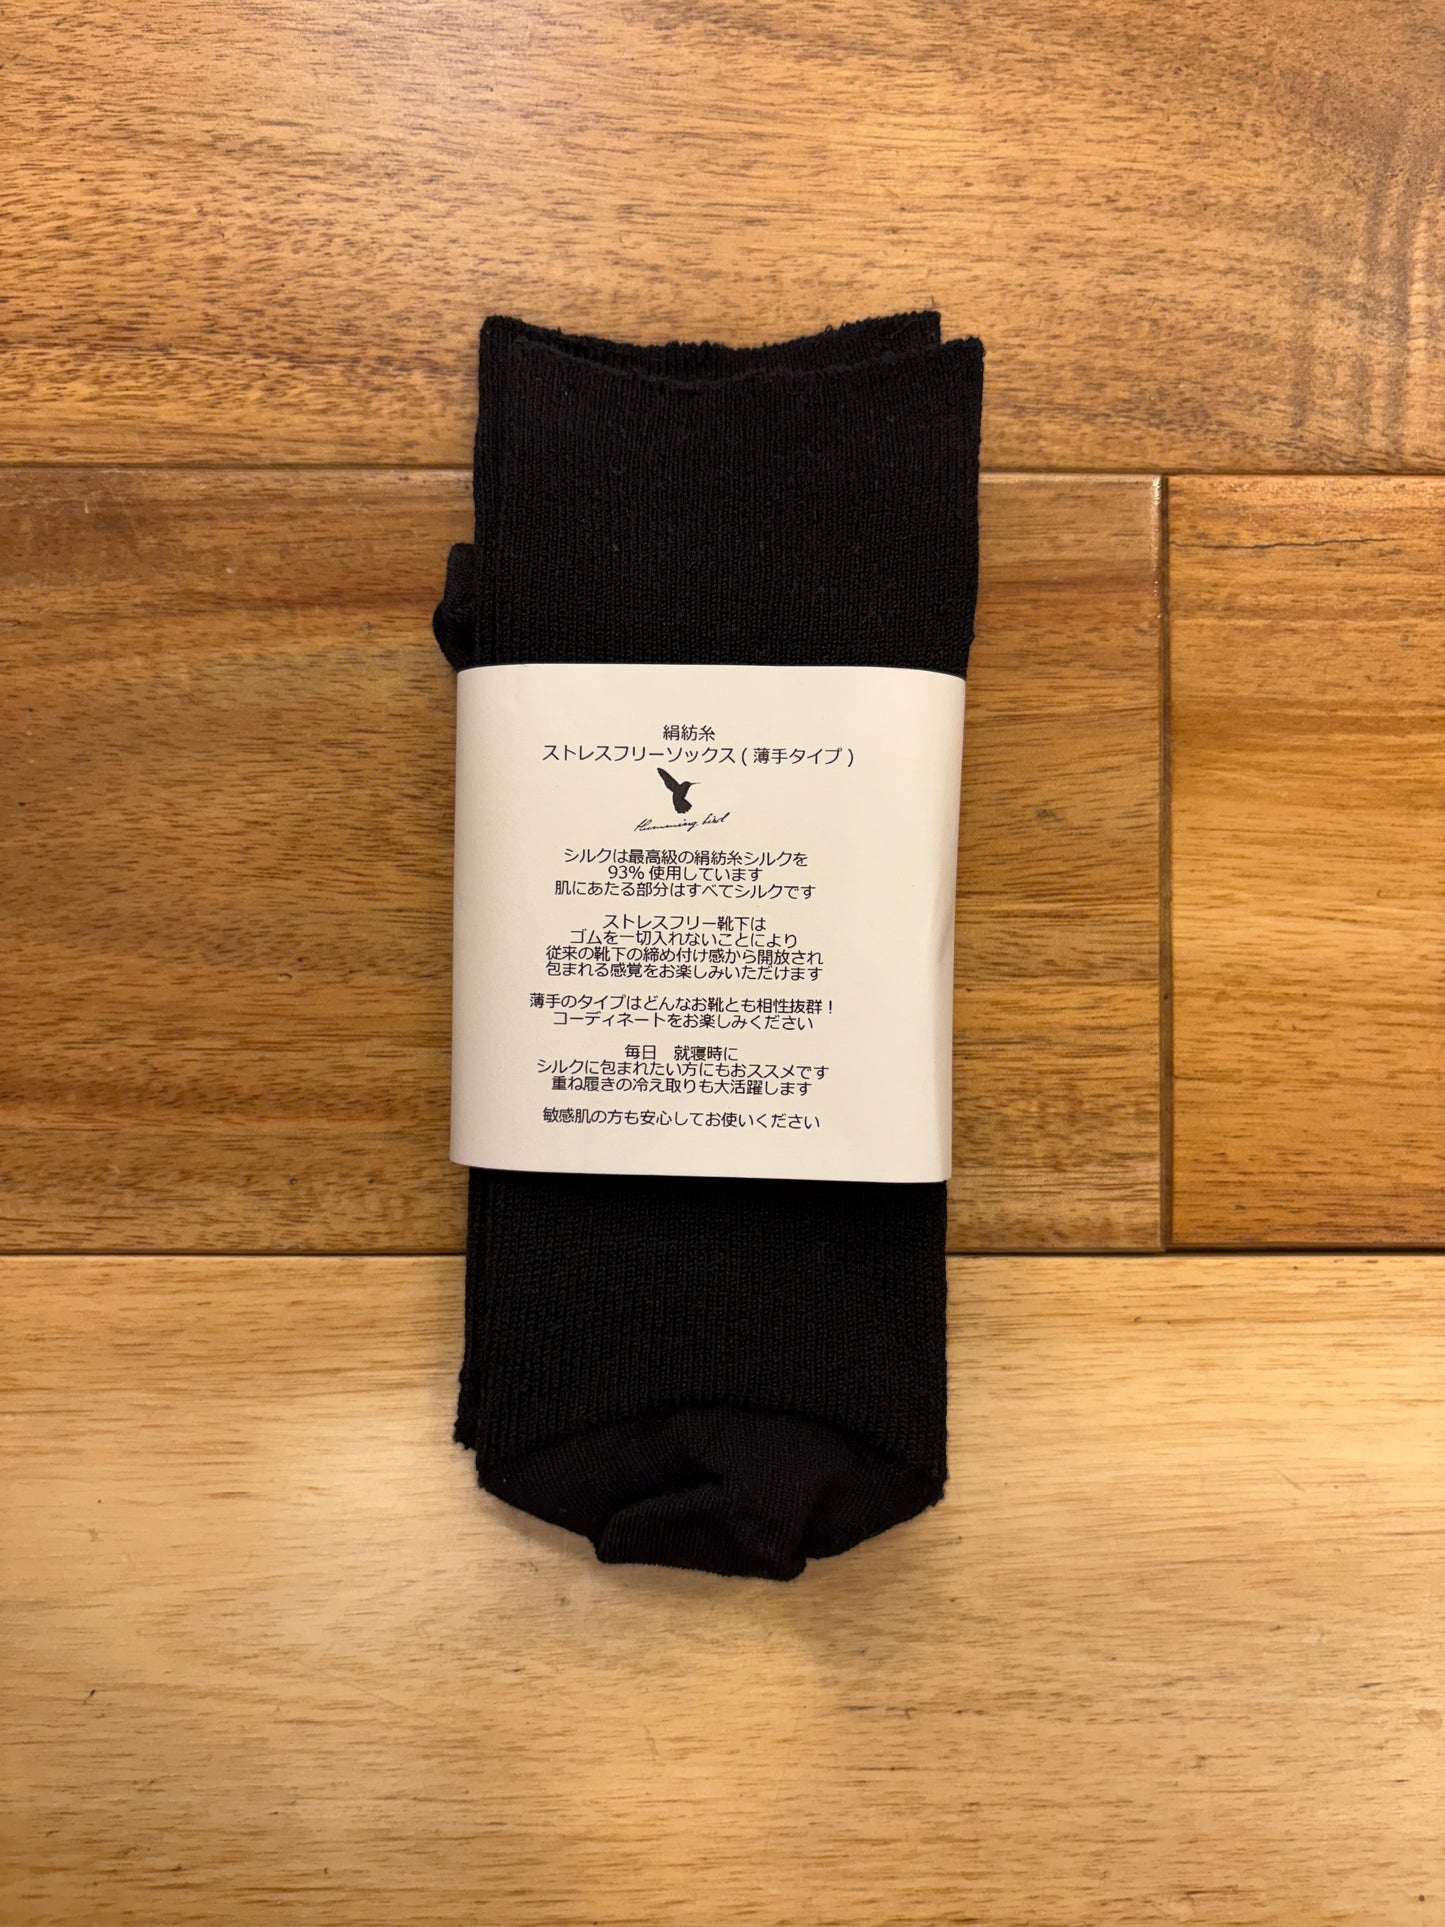 絹紡糸
ストレスフリーソックス ( 薄手タイプ )
Humming bird
シルクは最高級の絹紡糸シルクを
93% 使用しています
肌にあたる部分はすべてシルクです
ストレスフリー靴下は
ゴムを一切入れないことにより
従来の靴下の締め付け感から開放され
包まれる感覚をお楽しみいただけます
薄手のタイプはどんなお靴とも相性抜群！
コーディネートをお楽しみください
毎日　就寝時に
シルクに包まれたい方にもおススメです
重ね履きの冷え取りも大活躍します
敏感肌の方も安心してお使いください